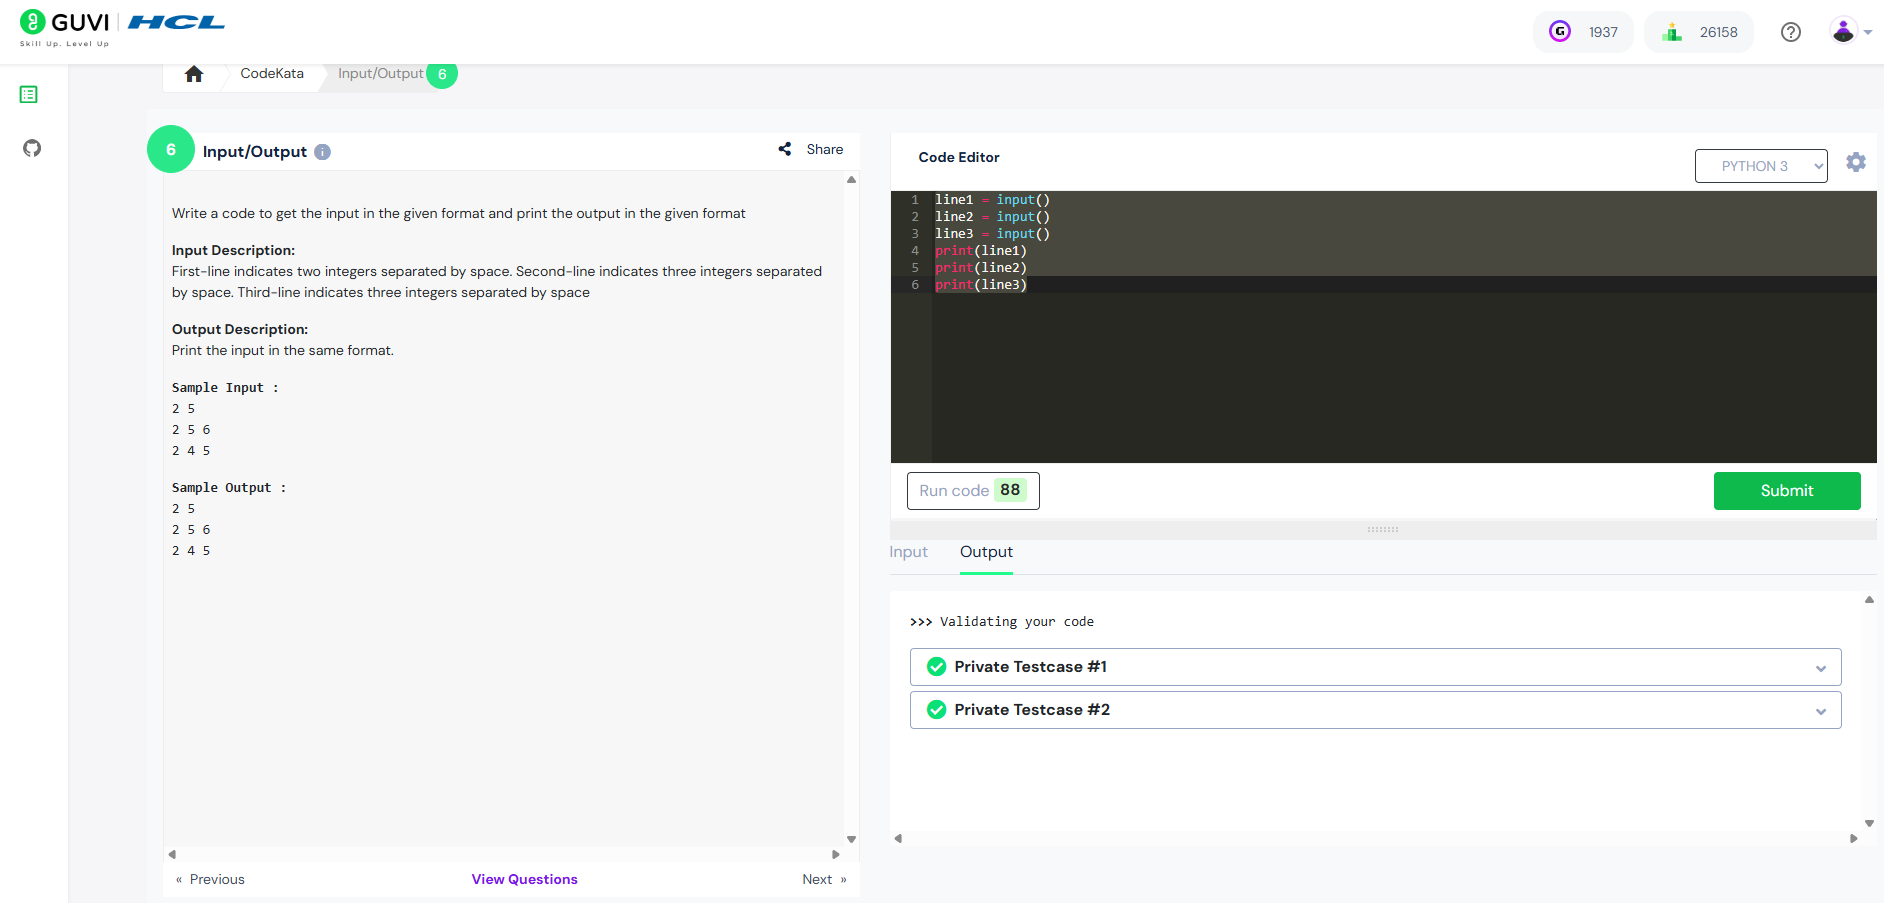 GUVI | HCL
Skill Up. Level Up
G 1937
26158
?
CodeKata
Input/Output 6
6 Input/Output i
Share
Write a code to get the input in the given format and print the output in the given format
Input Description:
First-line indicates two integers separated by space. Second-line indicates three integers separated
by space. Third-line indicates three integers separated by space
Output Description:
Print the input in the same format.
Sample Input :
2 5
2 5 6
2 4 5
Sample Output :
2 5
2 5 6
2 4 5
« Previous
View Questions
Next »
Code Editor
PYTHON 3
1 line1 = input()
2 line2 = input()
3 line3 = input()
4 print(line1)
5 print(line2)
6 print(line3)
Run code 88
Submit
Input
Output
>>> Validating your code
Private Testcase #1
Private Testcase #2